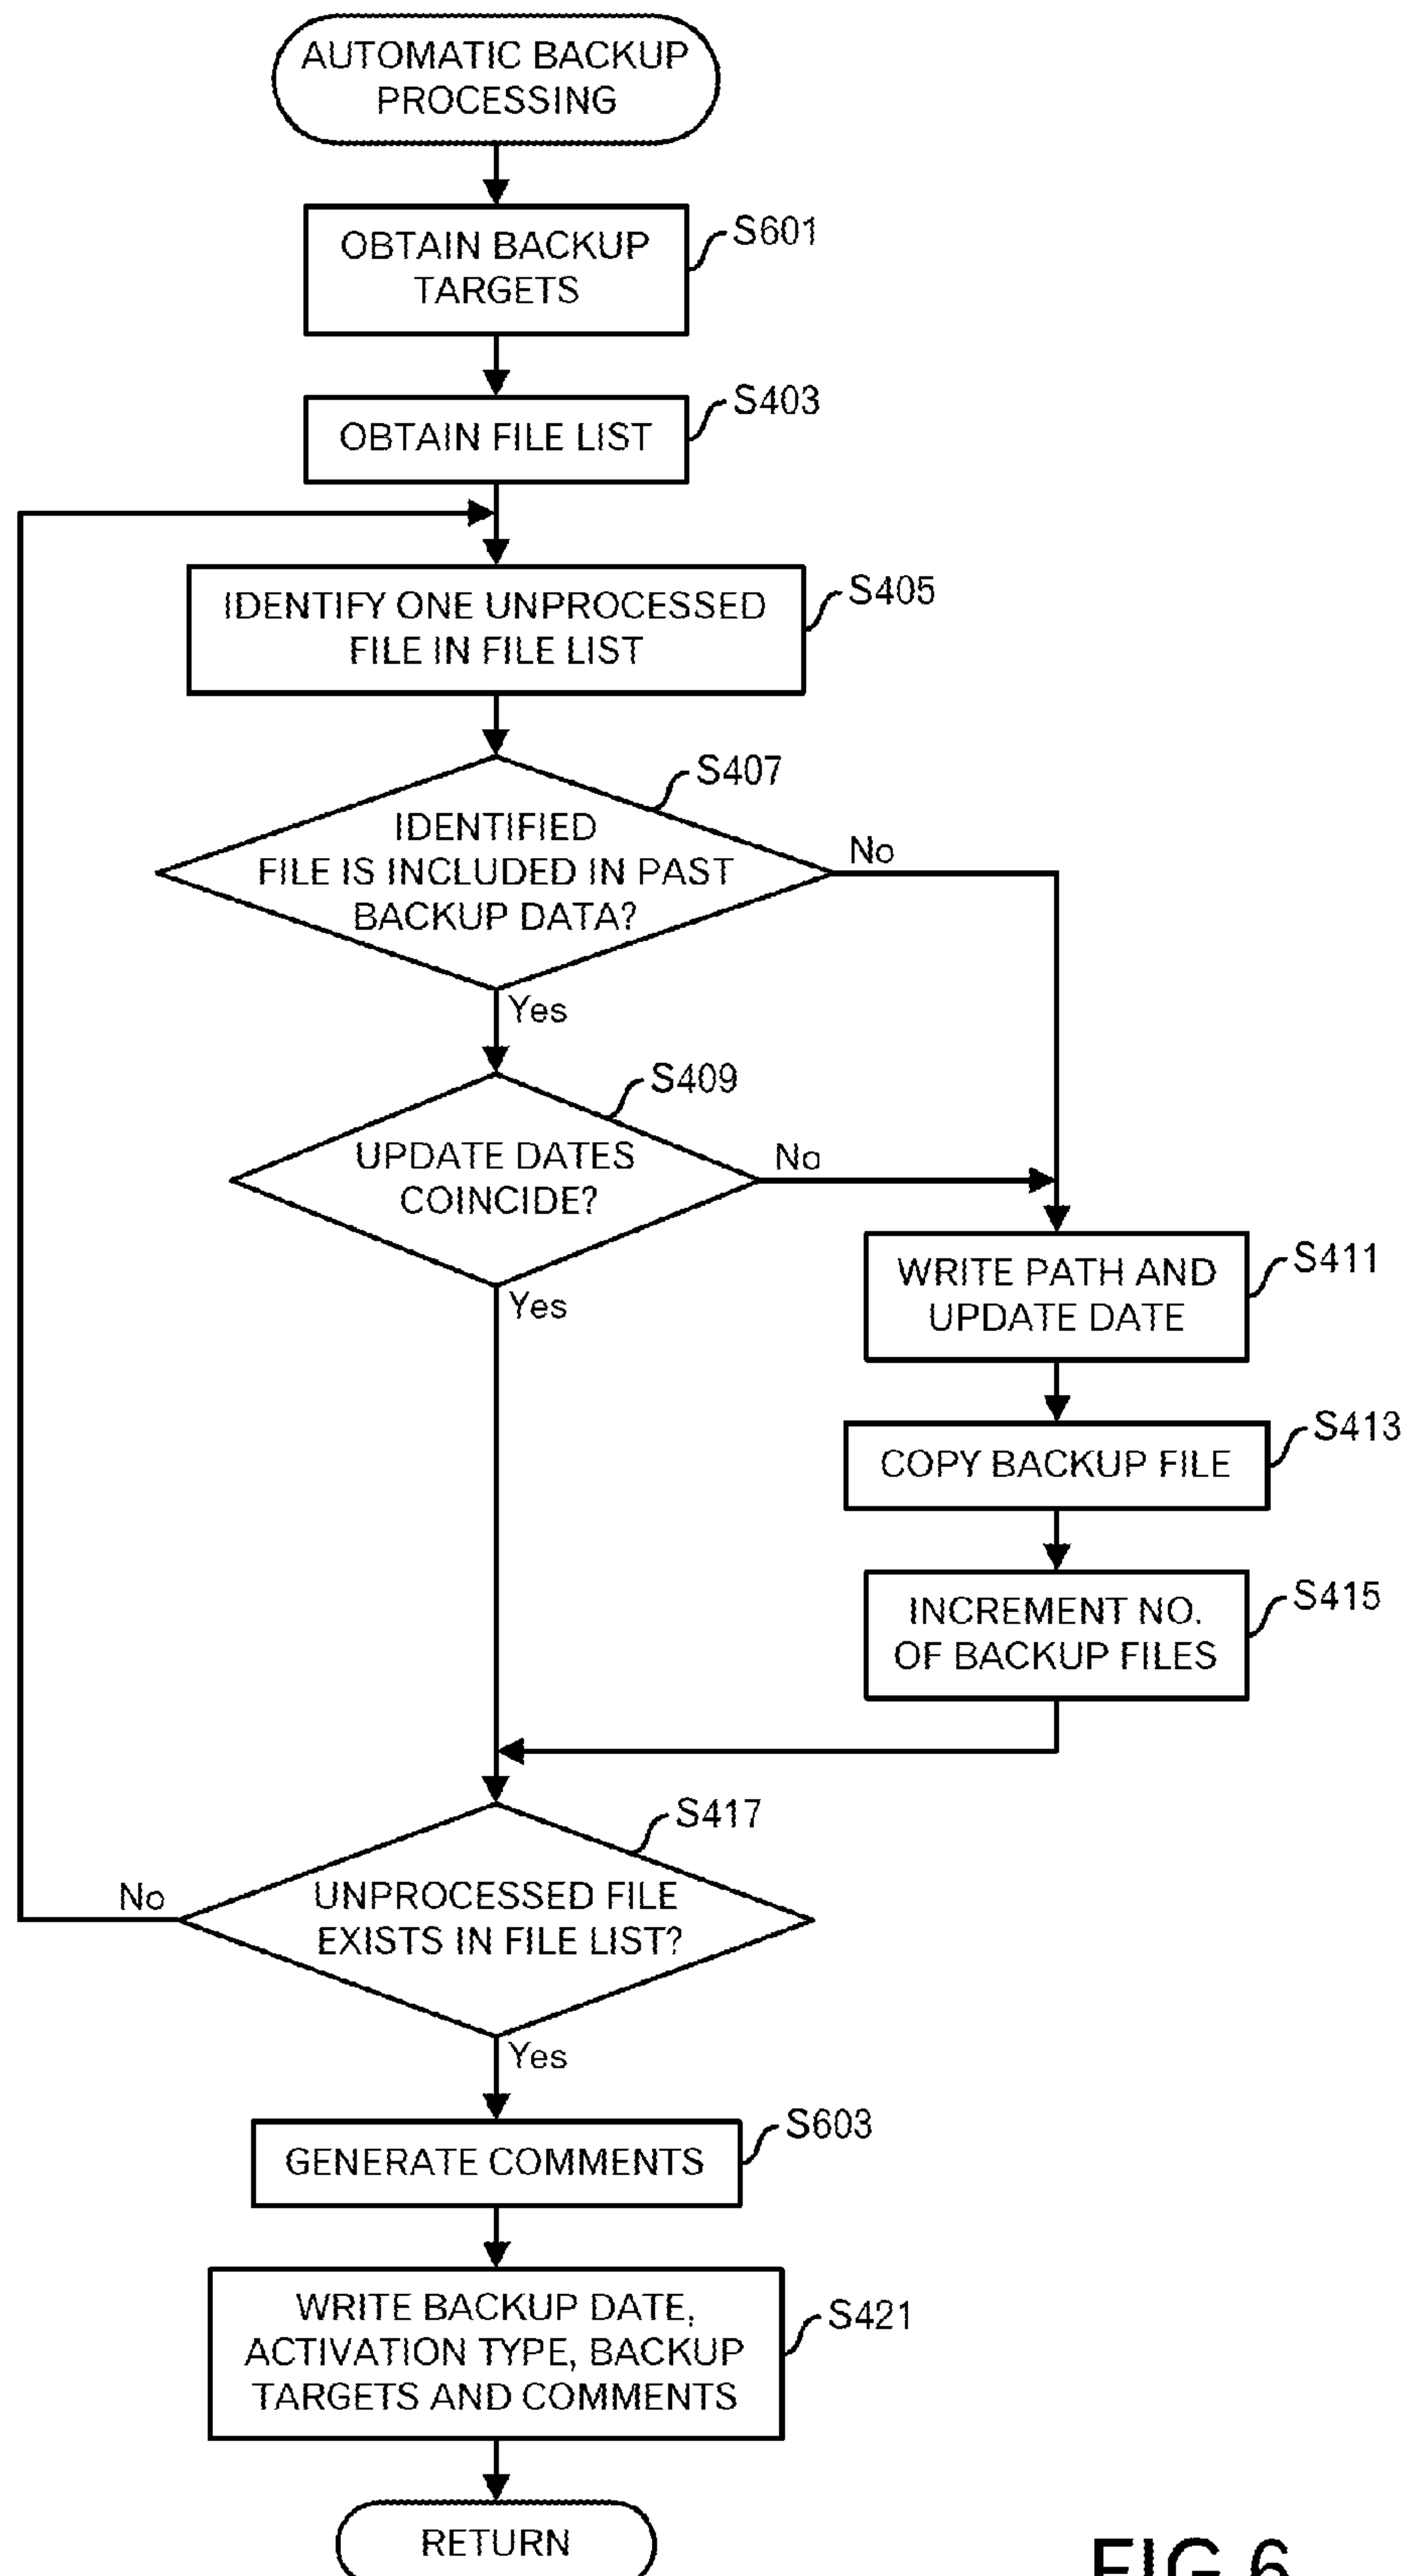 AUTOMATIC BACKUP
PROCESSING
S601
OBTAIN BACKUP
TARGETS
S403
OBTAIN FILE LIST
S405
IDENTIFY ONE UNPROCESSED
FILE IN FILE LIST
S407
IDENTIFIED
FILE IS INCLUDED IN PAST
BACKUP DATA?
No
Yes
S409
UPDATE DATES
COINCIDE?
No
Yes
S411
WRITE PATH AND
UPDATE DATE
S413
COPY BACKUP FILE
S415
INCREMENT NO.
OF BACKUP FILES
S417
UNPROCESSED FILE
EXISTS IN FILE LIST?
No
Yes
S603
GENERATE COMMENTS
S421
WRITE BACKUP DATE,
ACTIVATION TYPE, BACKUP
TARGETS AND COMMENTS
RETURN
FIG.6